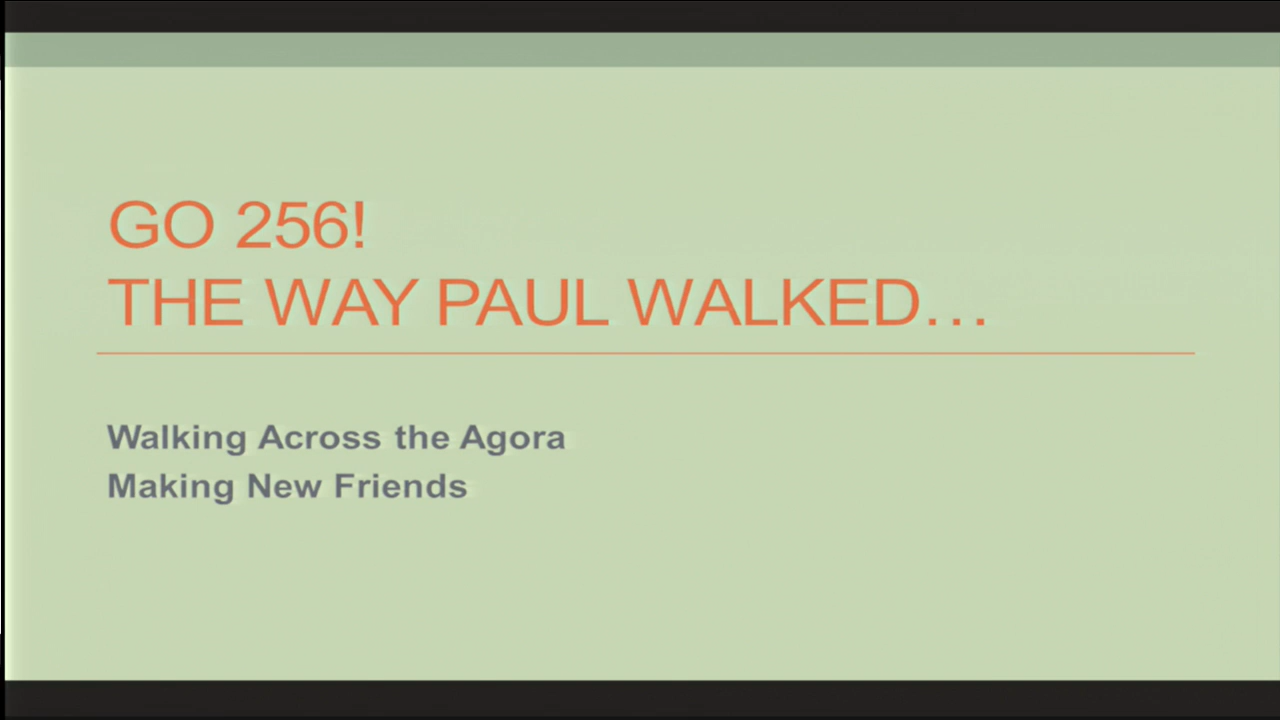 GO 256!
THE WAY PAUL WALKED…
Walking Across the Agora
Making New Friends